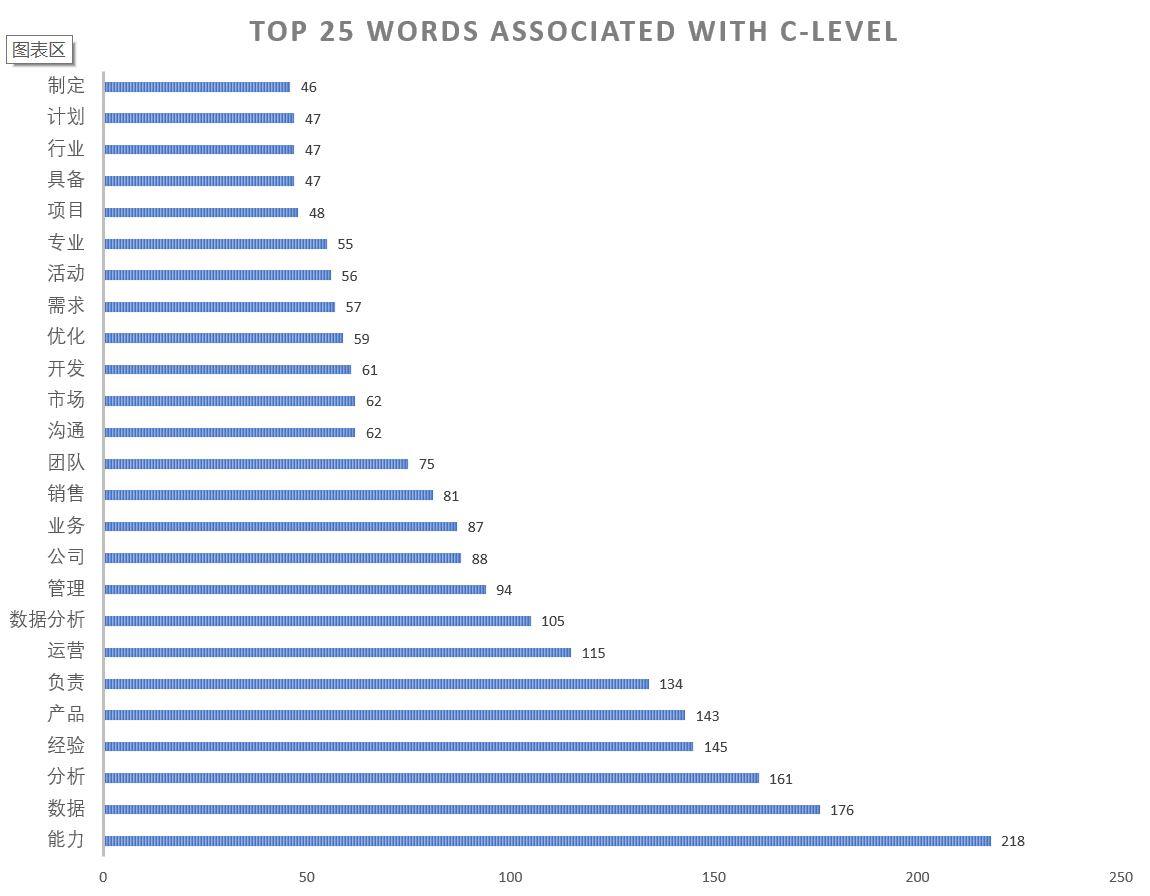 TOP 25 WORDS ASSOCIATED WITH C-LEVEL
图表区
制定 46
计划 47
行业 47
具备 47
项目 48
专业 55
活动 56
需求 57
优化 59
开发 61
市场 62
沟通 62
团队 75
销售 81
业务 87
公司 88
管理 94
数据分析 105
运营 115
负责 134
产品 143
经验 145
分析 161
数据 176
能力 218
0 50 100 150 200 250